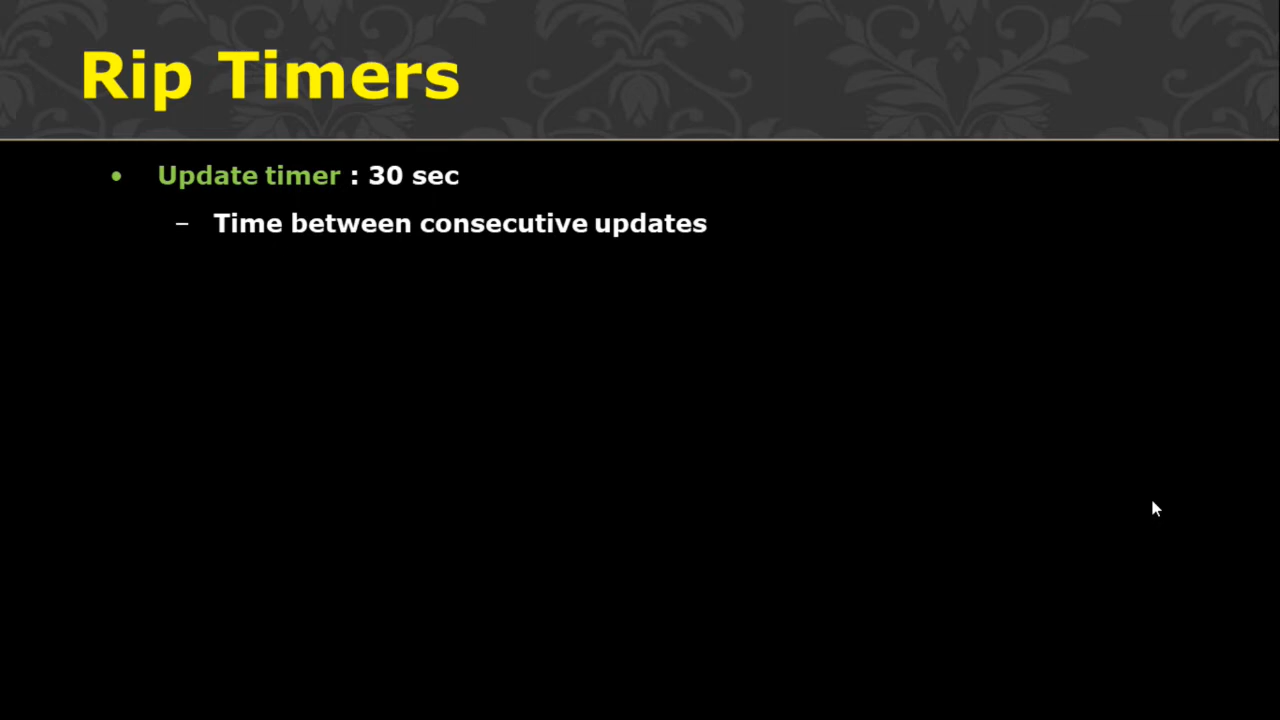 Rip Timers
• Update timer : 30 sec
– Time between consecutive updates